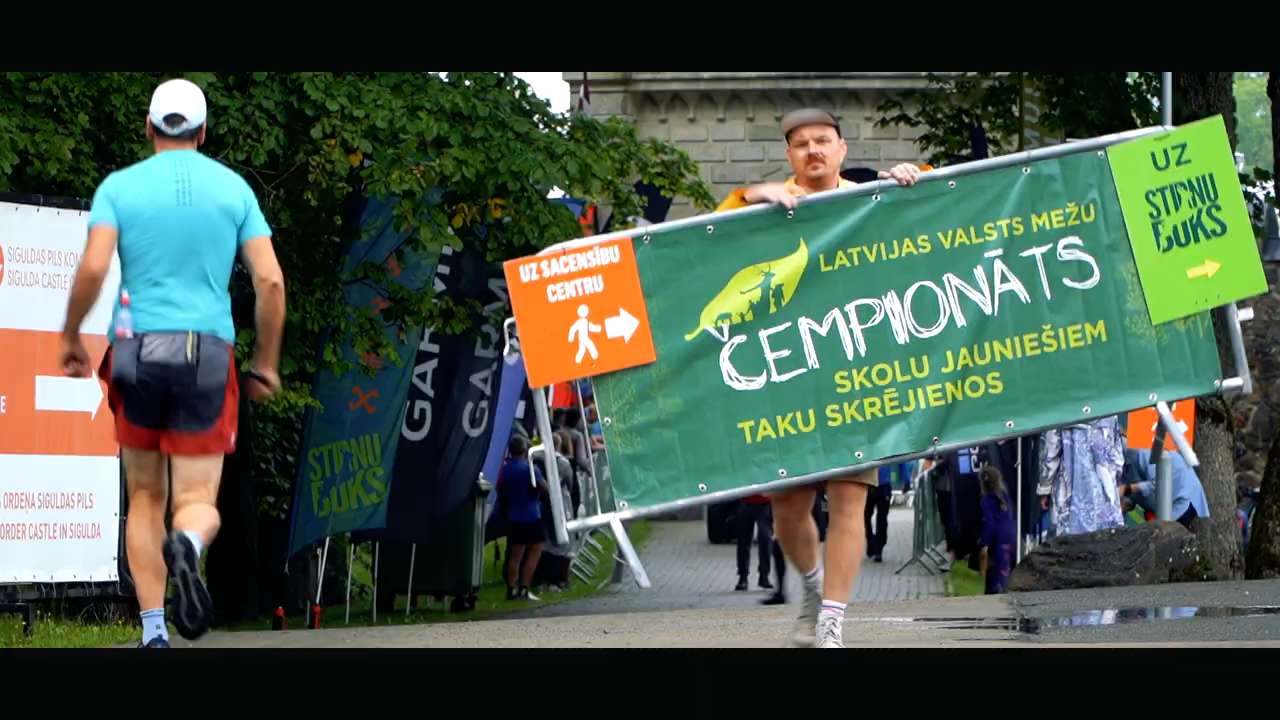 SIGULDAS PILS
SIGULDA CASTLE
ORDEŅA SIGULDAS PILS
ORDER CASTLE IN SIGULDA
STIRNU
BUKS
GARMIN
GARM
UZ SACENSĪBU
CENTRU
LATVIJAS VALSTS MEŽU
ČEMPIONĀTS
SKOLU JAUNIEŠIEM
TAKU SKRĒJIENOS
UZ
STIRNU
BUKS